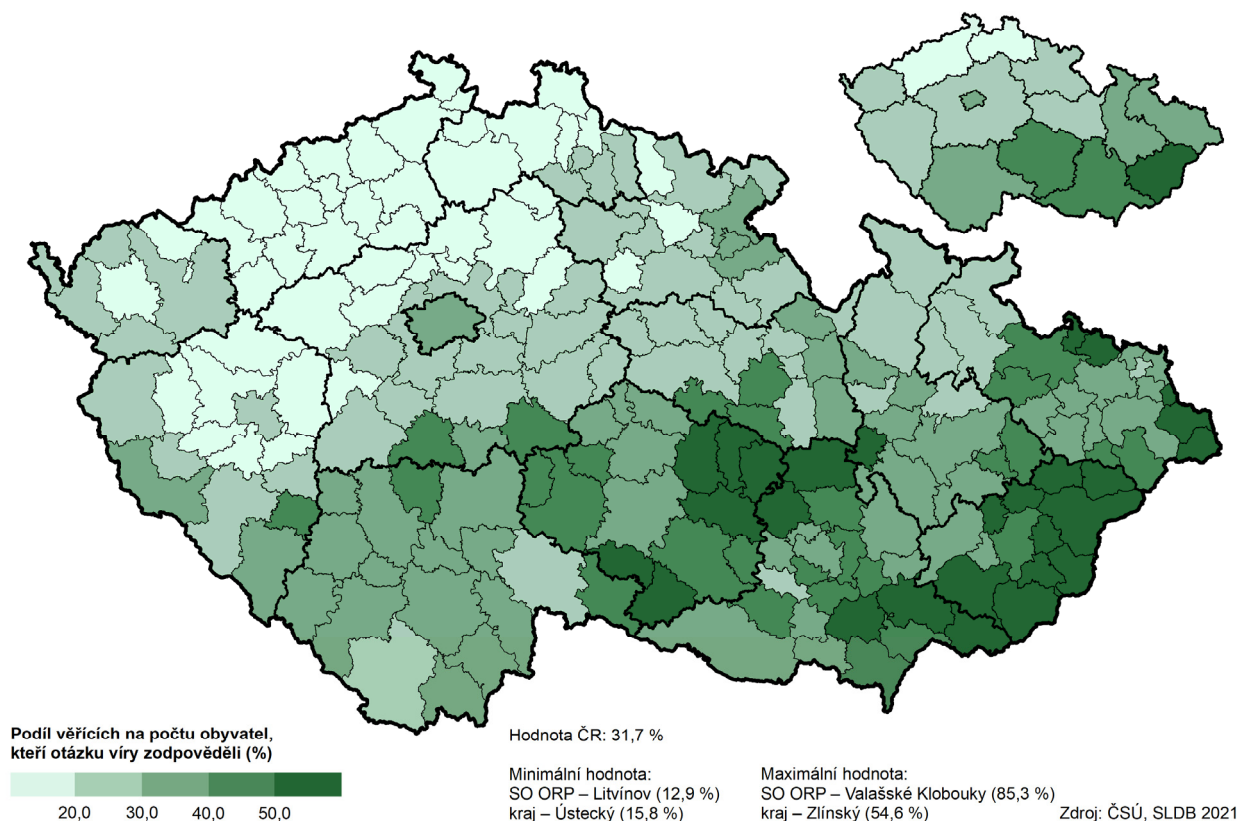 Podíl věřících na počtu obyvatel,
kteří otázku víry zodpověděli (%)
20,0 30,0 40,0 50,0
Hodnota ČR: 31,7 %
Minimální hodnota:
SO ORP – Litvínov (12,9 %)
kraj – Ústecký (15,8 %)
Maximální hodnota:
SO ORP – Valašské Klobouky (85,3 %)
kraj – Zlínský (54,6 %)
Zdroj: ČSÚ, SLDB 2021